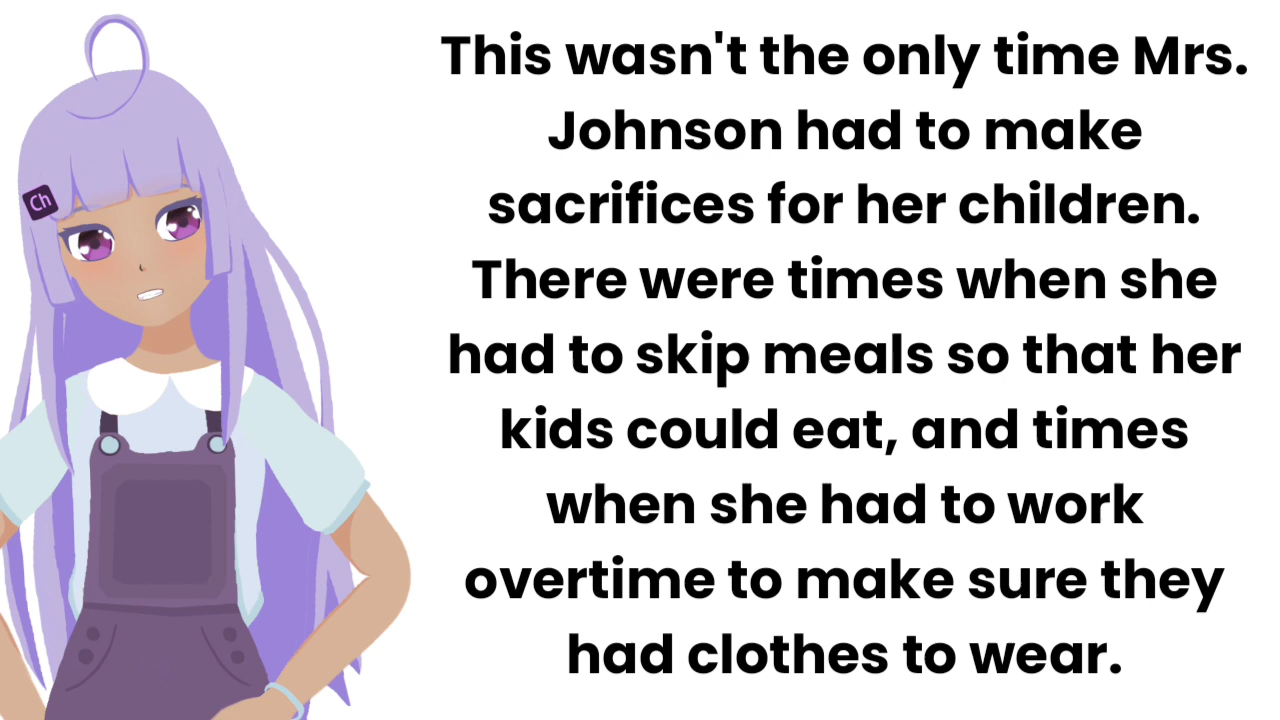 This wasn't the only time Mrs.
Johnson had to make
sacrifices for her children.
There were times when she
had to skip meals so that her
kids could eat, and times
when she had to work
overtime to make sure they
had clothes to wear.
Ch